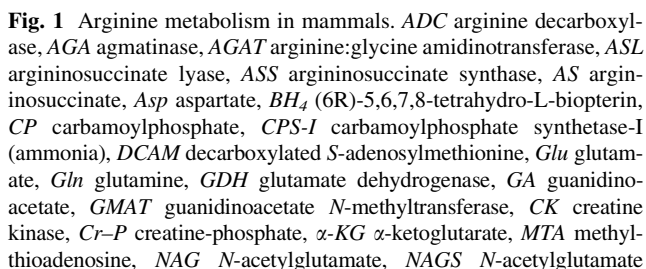 Fig. 1 Arginine metabolism in mammals. ADC arginine decarboxyl-
ase, AGA agmatinase, AGAT arginine:glycine amidinotransferase, ASL
argininosuccinate lyase, ASS argininosuccinate synthase, AS argin-
inosuccinate, Asp aspartate, BH4 (6R)-5,6,7,8-tetrahydro-L-biopterin,
CP carbamoylphosphate, CPS-I carbamoylphosphate synthetase-I
(ammonia), DCAM decarboxylated S-adenosylmethionine, Glu glutam-
ate, Gln glutamine, GDH glutamate dehydrogenase, GA guanidino-
acetate, GMAT guanidinoacetate N-methyltransferase, CK creatine
kinase, Cr–P creatine-phosphate, α-KG α-ketoglutarate, MTA methyl-
thioadenosine, NAG N-acetylglutamate, NAGS N-acetylglutamate